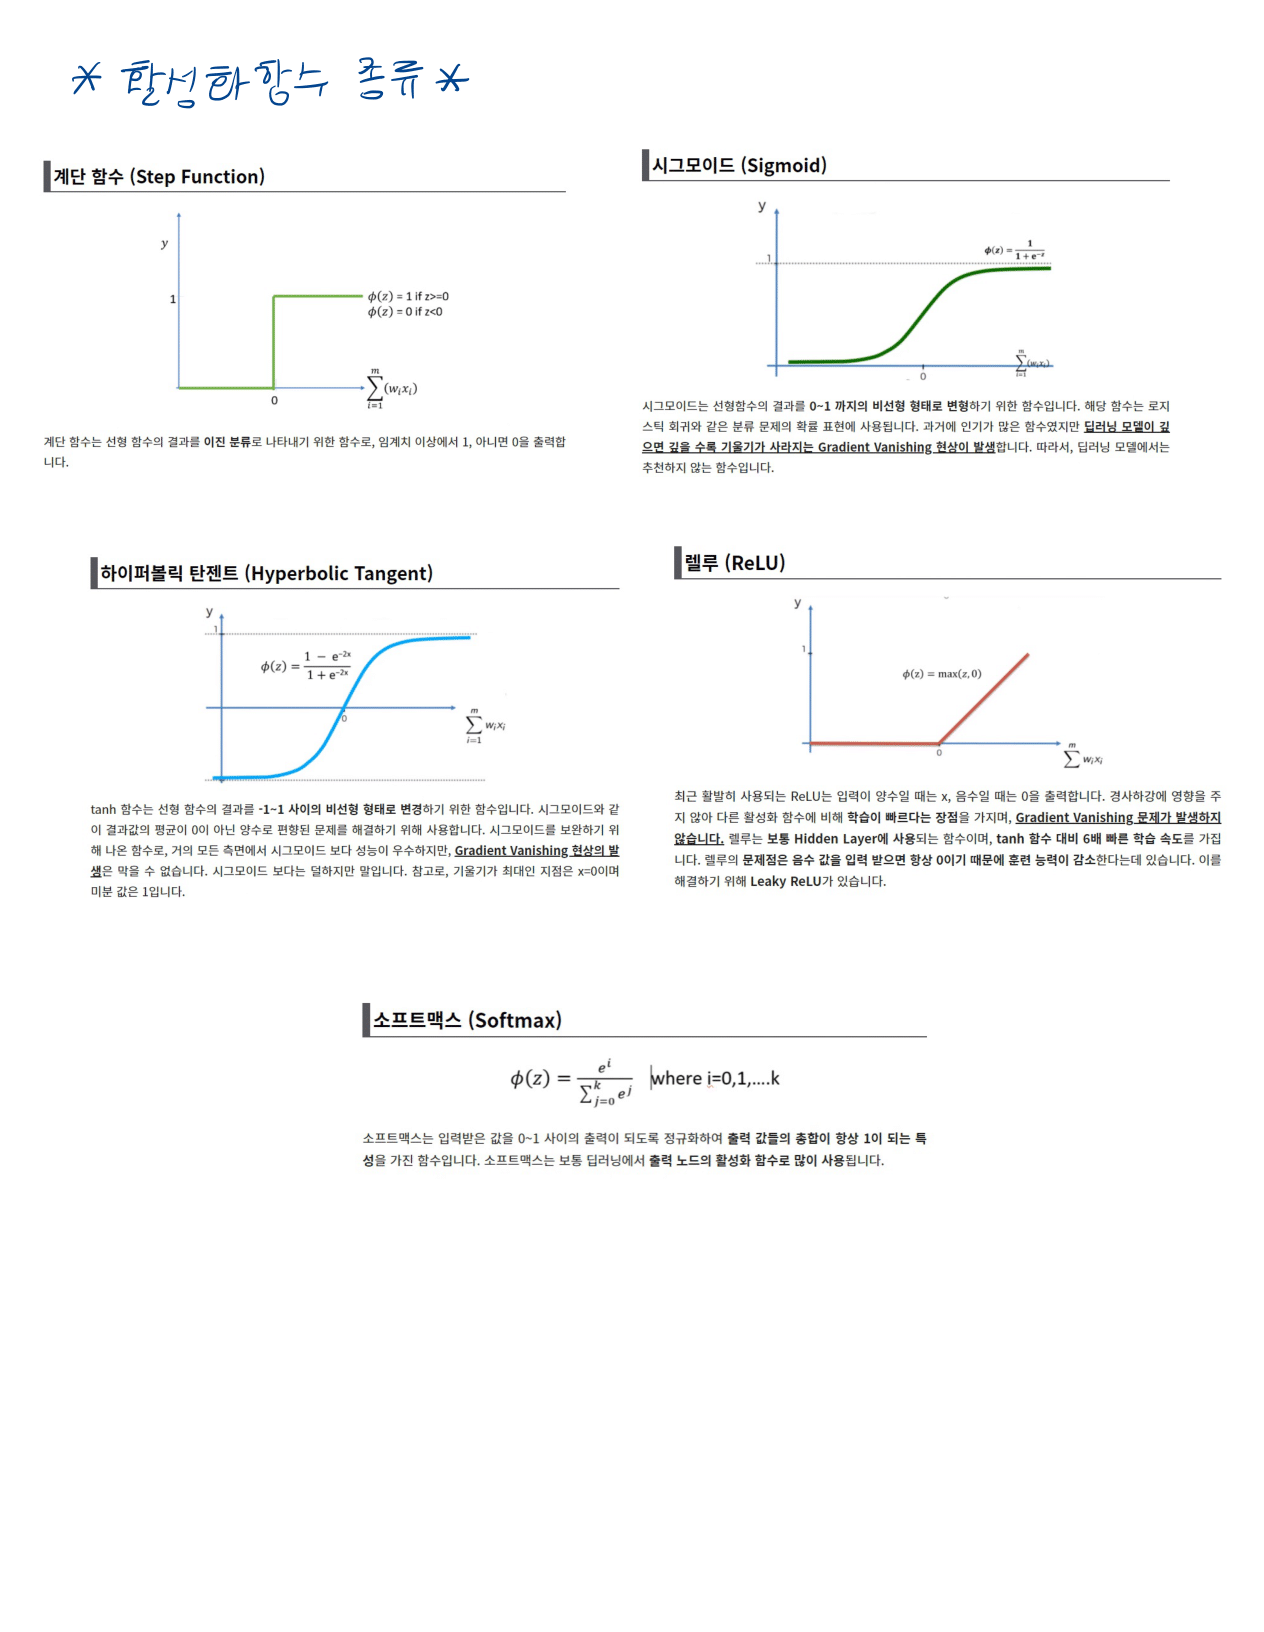 * 활성화함수 종류 *
계단 함수 (Step Function)
y
1
ϕ(z) = 1 if z>=0
ϕ(z) = 0 if z<0
0
m
∑(wᵢxᵢ)
i=1
계단 함수는 선형 함수의 결과를 이진 분류로 나타내기 위한 함수로, 임계치 이상에서 1, 아니면 0을 출력합
니다.
시그모이드 (Sigmoid)
y
1
ϕ(z) = 1 / (1 + e⁻ᶻ)
0
m
∑(wᵢxᵢ)
i=1
시그모이드는 선형함수의 결과를 0~1 까지의 비선형 형태로 변형하기 위한 함수입니다. 해당 함수는 로지
스틱 회귀와 같은 분류 문제의 확률 표현에 사용됩니다. 과거에 인기가 많은 함수였지만 딥러닝 모델이 깊
으면 깊을 수록 기울기가 사라지는 Gradient Vanishing 현상이 발생합니다. 따라서, 딥러닝 모델에서는
추천하지 않는 함수입니다.
하이퍼볼릭 탄젠트 (Hyperbolic Tangent)
y
1
ϕ(z) = (1 − e⁻²ˣ) / (1 + e⁻²ˣ)
0
m
∑ wᵢxᵢ
i=1
tanh 함수는 선형 함수의 결과를 -1~1 사이의 비선형 형태로 변경하기 위한 함수입니다. 시그모이드와 같
이 결과값의 평균이 0이 아닌 양수로 편향된 문제를 해결하기 위해 사용합니다. 시그모이드를 보완하기 위
해 나온 함수로, 거의 모든 측면에서 시그모이드 보다 성능이 우수하지만, Gradient Vanishing 현상의 발
생은 막을 수 없습니다. 시그모이드 보다는 덜하지만 말입니다. 참고로, 기울기가 최대인 지점은 x=0이며
미분 값은 1입니다.
렐루 (ReLU)
y
1
ϕ(z) = max(z, 0)
0
m
∑ wᵢxᵢ
최근 활발히 사용되는 ReLU는 입력이 양수일 때는 x, 음수일 때는 0을 출력합니다. 경사하강에 영향을 주
지 않아 다른 활성화 함수에 비해 학습이 빠르다는 장점을 가지며, Gradient Vanishing 문제가 발생하지
않습니다. 렐루는 보통 Hidden Layer에 사용되는 함수이며, tanh 함수 대비 6배 빠른 학습 속도를 가집
니다. 렐루의 문제점은 음수 값을 입력 받으면 항상 0이기 때문에 훈련 능력이 감소한다는데 있습니다. 이를
해결하기 위해 Leaky ReLU가 있습니다.
소프트맥스 (Softmax)
ϕ(z) = eⁱ / ∑ᵏⱼ₌₀ eʲ where i=0,1,....k
소프트맥스는 입력받은 값을 0~1 사이의 출력이 되도록 정규화하여 출력 값들의 총합이 항상 1이 되는 특
성을 가진 함수입니다. 소프트맥스는 보통 딥러닝에서 출력 노드의 활성화 함수로 많이 사용됩니다.